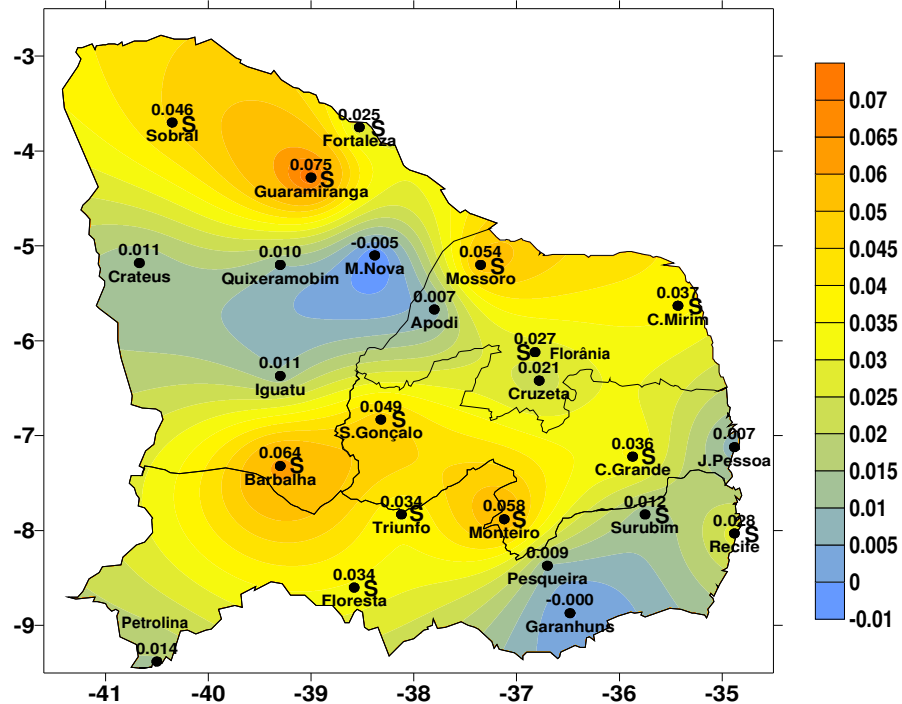 -3
-4
-5
-6
-7
-8
-9
0.046
S
Sobral
0.025
S
Fortaleza
0.075
S
Guaramiranga
0.011
Crateus
0.010
Quixeramobim
-0.005
M.Nova
0.054
S
Mossoro
0.007
Apodi
0.037
S
C.Mirim
0.027
S
Florânia
0.021
Cruzeta
0.011
Iguatu
0.049
S
S.Gonçalo
0.064
S
Barbalha
0.036
S
C.Grande
0.007
J.Pessoa
0.034
S
Triunfo
0.058
S
Monteiro
0.012
S
Surubim
0.028
S
Recife
0.009
Pesqueira
0.034
S
Floresta
-0.000
Garanhuns
Petrolina
0.014
-41 -40 -39 -38 -37 -36 -35
0.07
0.065
0.06
0.055
0.05
0.045
0.04
0.035
0.03
0.025
0.02
0.015
0.01
0.005
0
-0.01